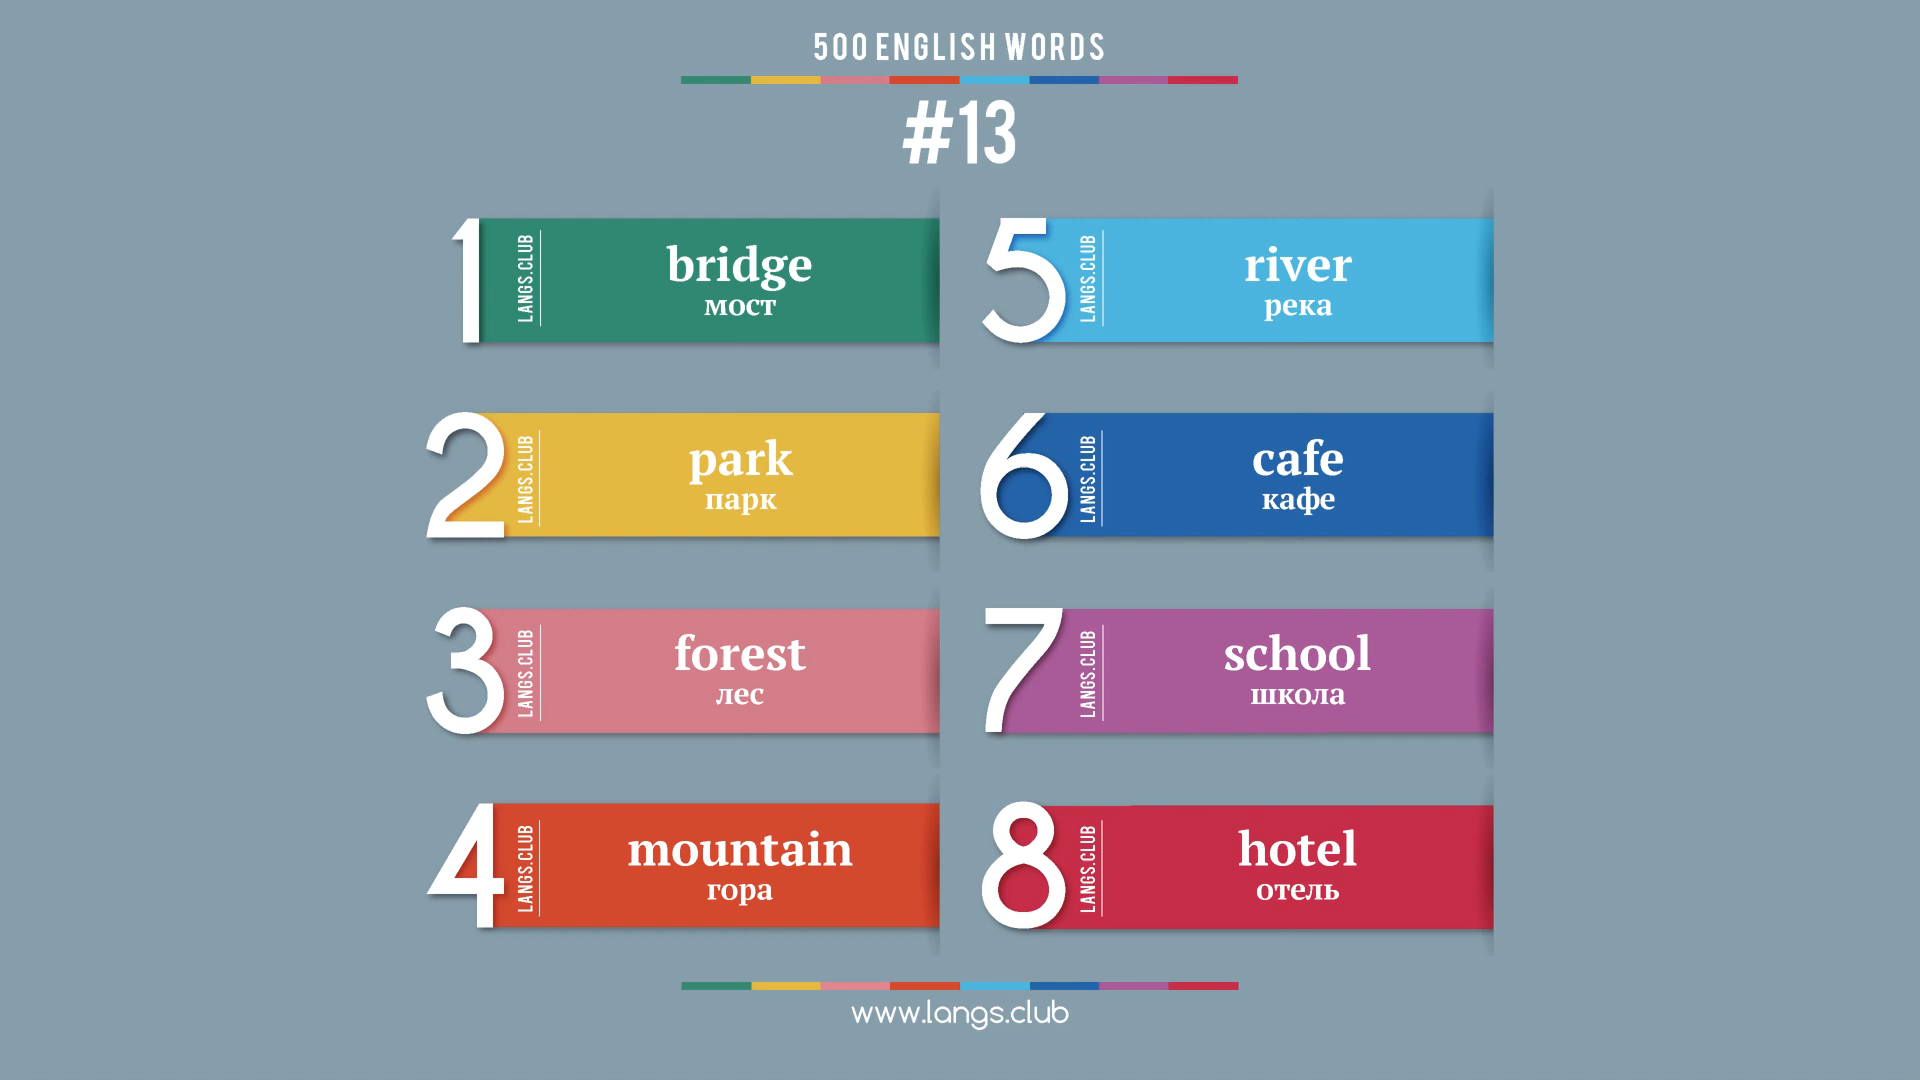 500 ENGLISH WORDS
#13
1
LANGS.CLUB
bridge
мост
2
LANGS.CLUB
park
парк
3
LANGS.CLUB
forest
лес
4
LANGS.CLUB
mountain
гора
5
LANGS.CLUB
river
река
6
LANGS.CLUB
cafe
кафе
7
LANGS.CLUB
school
школа
8
LANGS.CLUB
hotel
отель
www.langs.club